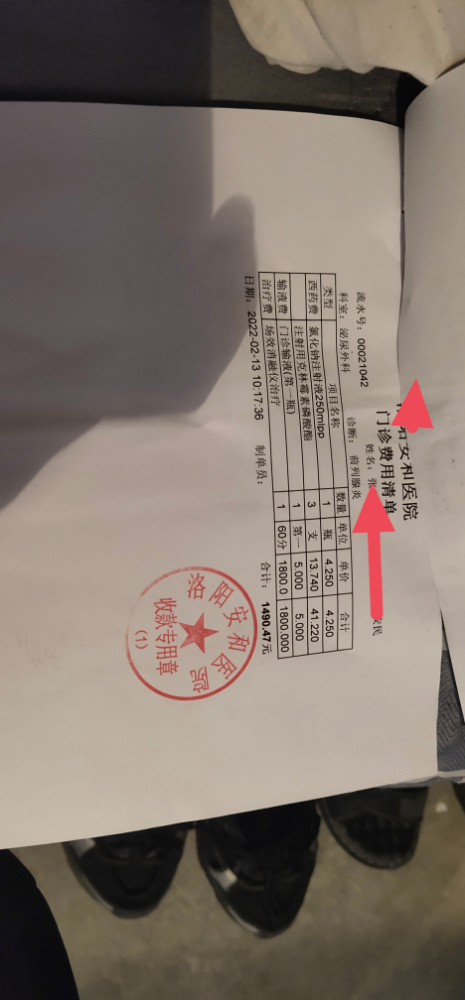 洛阳安和医院
门诊费用清单
姓名：张
农民
流水号：00021042
科室：泌尿外科 诊断：前列腺炎
类型 项目名称 数量 单位 单价 合计
西药费 氯化钠注射液250mlpp 1 瓶 4.250 4.250
注射用克林霉素磷酸酯 3 支 13.740 41.220
输液费 门诊输液(第一瓶) 1 第一 5.000 5.000
治疗费 场效消融仪治疗 1 60分 1800.0 1800.000
日期：2022-02-13 10:17:36 制单员： 合计：1490.47元
洛阳安和医院
收款专用章
(1)